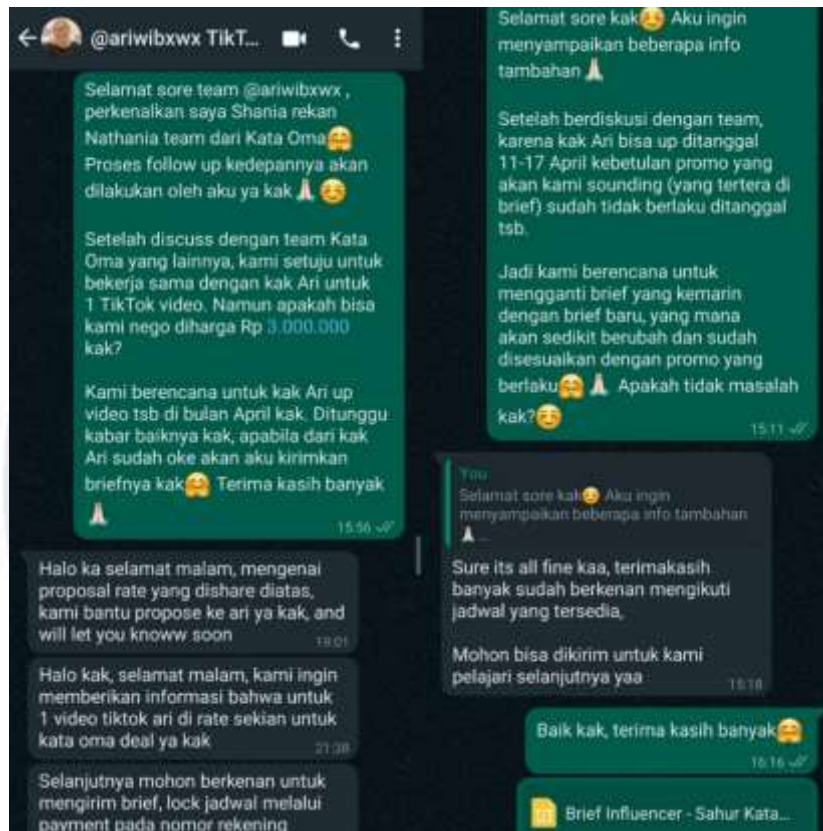 @ariwibxwx TikT...
Selamat sore team @ariwibxwx ,
perkenalkan saya Shania rekan
Nathania team dari Kata Oma🤗
Proses follow up kedepannya akan
dilakukan oleh aku ya kak 🙏🏻 ☺️
Setelah discuss dengan team Kata
Oma yang lainnya, kami setuju untuk
bekerja sama dengan kak Ari untuk
1 TikTok video. Namun apakah bisa
kami nego diharga Rp 3.000.000
kak?
Kami berencana untuk kak Ari up
video tsb di bulan April kak. Ditunggu
kabar baiknya kak, apabila dari kak
Ari sudah oke akan aku kirimkan
briefnya kak🤗 Terima kasih banyak
🙏🏻
15.56
Halo ka selamat malam, mengenai
proposal rate yang dishare diatas,
kami bantu propose ke ari ya kak, and
will let you knoww soon
19.01
Halo kak, selamat malam, kami ingin
memberikan informasi bahwa untuk
1 video tiktok ari di rate sekian untuk
kata oma deal ya kak
21.38
Selanjutnya mohon berkenan untuk
mengirim brief, lock jadwal melalui
payment pada nomor rekening
Selamat sore kak☺️ Aku ingin
menyampaikan beberapa info
tambahan 🙏🏻
Setelah berdiskusi dengan team,
karena kak Ari bisa up ditanggal
11-17 April kebetulan promo yang
akan kami sounding (yang tertera di
brief) sudah tidak berlaku ditanggal
tsb.
Jadi kami berencana untuk
mengganti brief yang kemarin
dengan brief baru, yang mana
akan sedikit berubah dan sudah
disesuaikan dengan promo yang
berlaku🤗 🙏🏻 Apakah tidak masalah
kak?☺️
15.11
You
Selamat sore kak☺️ Aku ingin
menyampaikan beberapa info tambahan
🙏🏻 ...
Sure its all fine kaa, terimakasih
banyak sudah berkenan mengikuti
jadwal yang tersedia,
Mohon bisa dikirim untuk kami
pelajari selanjutnya yaa
15.18
Baik kak, terima kasih banyak🤗
16.16
Brief Influencer - Sahur Kata...